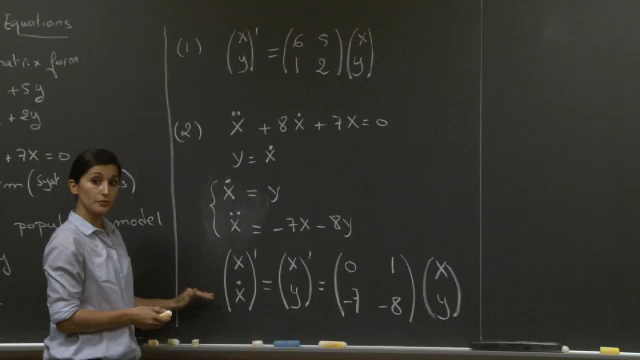 Equations
matrix form
+ 5y
+ 2y
+ 7x = 0
popul model
y
(1) (x y)' = (6 5 1 2) (x y)
(2) ẍ + 8ẋ + 7x = 0
y = ẋ
{ ẋ = y
ẍ = -7x - 8y
(x ẋ)' = (x y)' = (0 1 -7 -8) (x y)